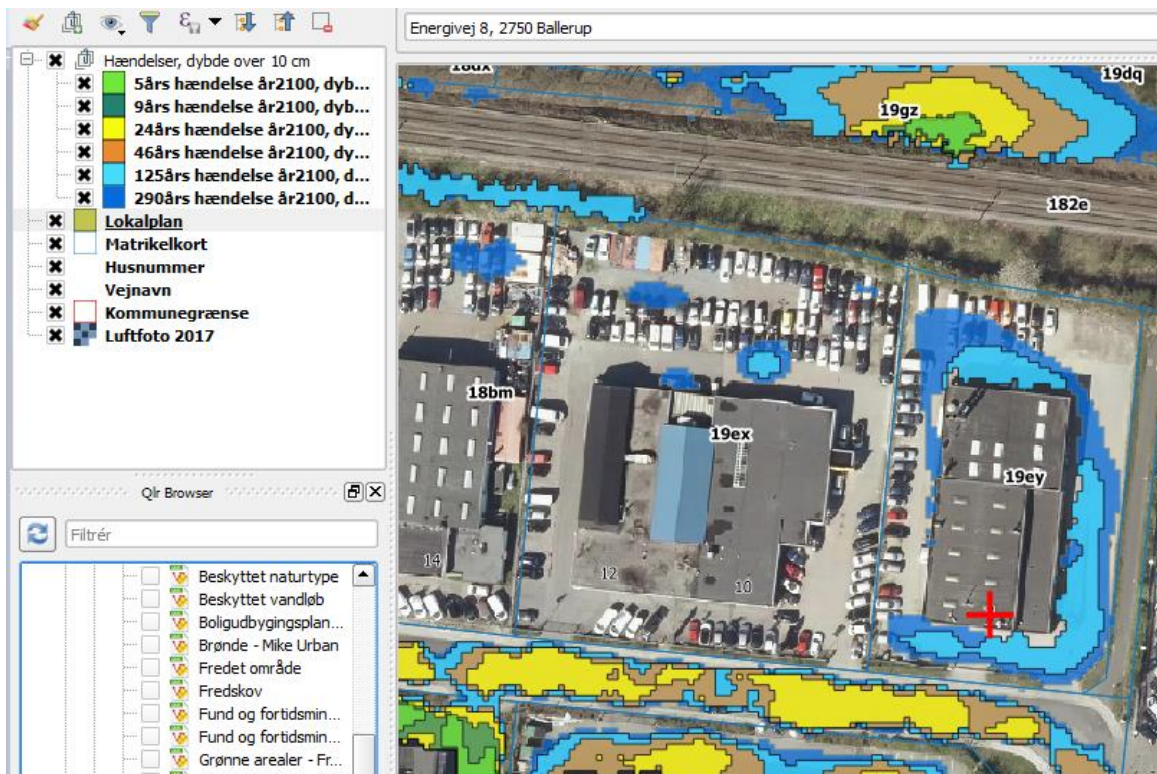 Energivej 8, 2750 Ballerup
Hændelser, dybde over 10 cm
5års hændelse år2100, dyb...
9års hændelse år2100, dyb...
24års hændelse år2100, dy...
46års hændelse år2100, dy...
125års hændelse år2100, d...
290års hændelse år2100, d...
Lokalplan
Matrikelkort
Husnummer
Vejnavn
Kommunegrænse
Luftfoto 2017
Qlr Browser
Filtrér
Beskyttet naturtype
Beskyttet vandløb
Boligudbygingsplan...
Brønde - Mike Urban
Fredet område
Fredskov
Fund og fortidsmin...
Fund og fortidsmin...
Grønne arealer - Fr...
18dx
19dq
19gz
182e
18bm
19ex
19ey
14
12
10